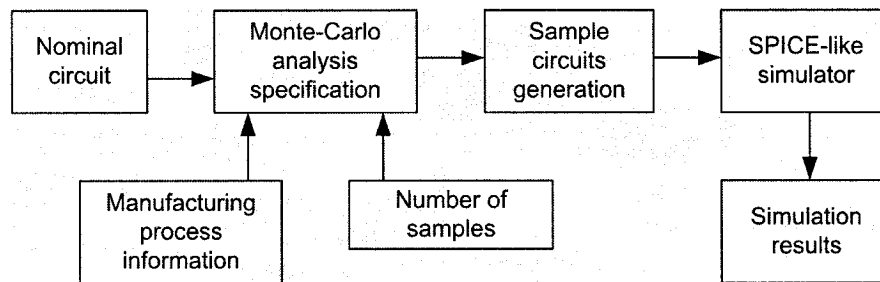 Nominal
circuit
Monte-Carlo
analysis
specification
Sample
circuits
generation
SPICE-like
simulator
Manufacturing
process
information
Number of
samples
Simulation
results